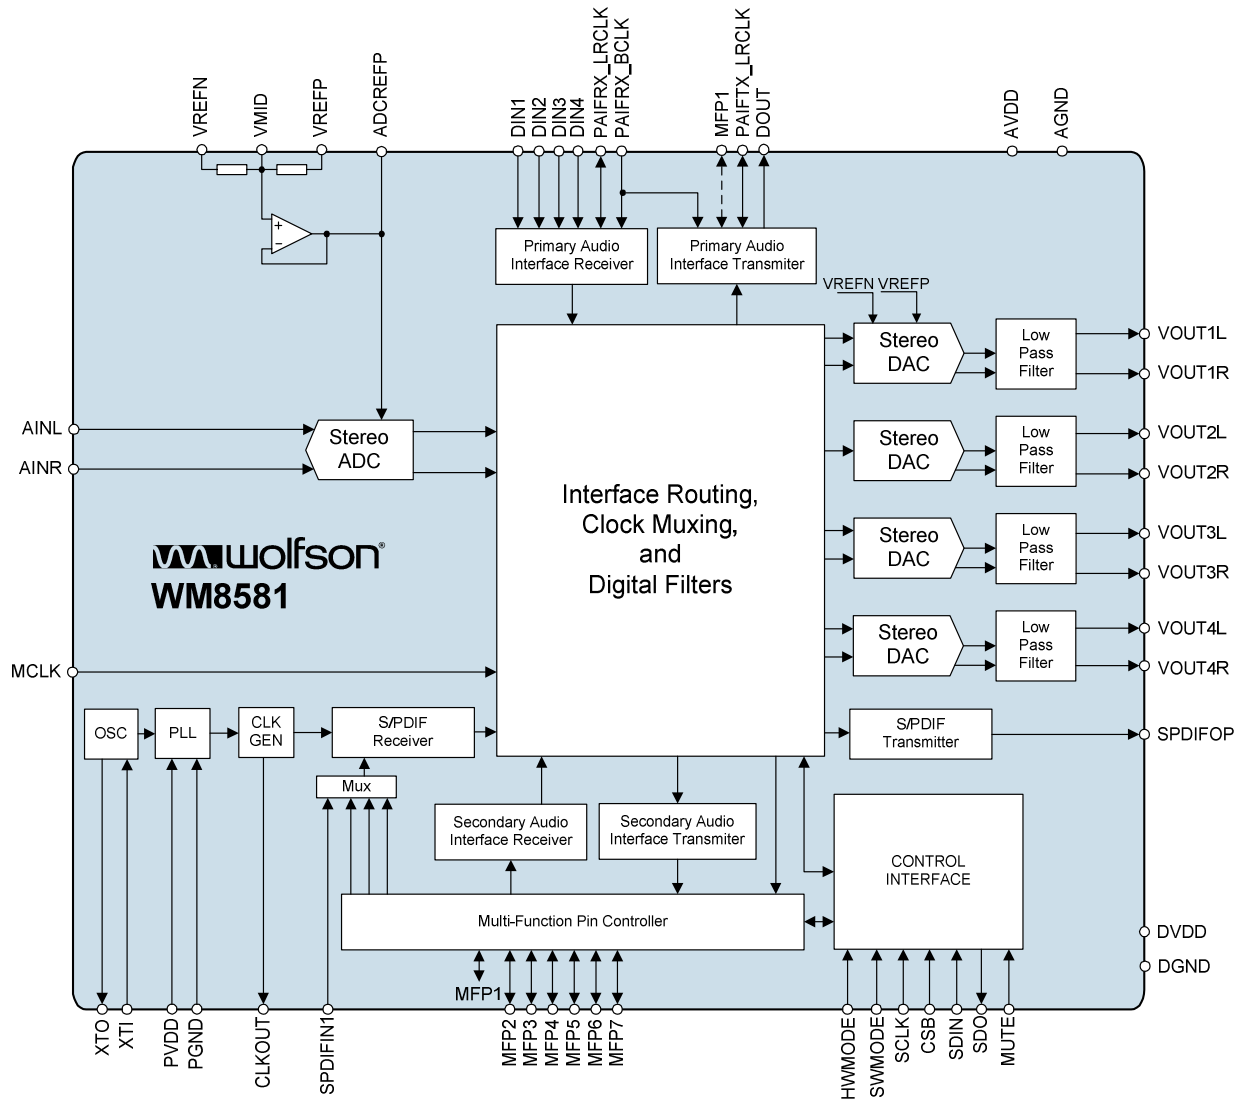 VREFN
VMID
VREFP
ADCREFP
DIN1
DIN2
DIN3
DIN4
PAIFRX_LRCLK
PAIFRX_BCLK
MFP1
PAIFTX_LRCLK
DOUT
AVDD
AGND
+
−
Primary Audio
Interface Receiver
Primary Audio
Interface Transmiter
VREFN VREFP
Stereo
DAC
Low
Pass
Filter
VOUT1L
VOUT1R
AINL
AINR
Stereo
ADC
Stereo
DAC
Low
Pass
Filter
VOUT2L
VOUT2R
Interface Routing,
Clock Muxing,
and
Digital Filters
wolfson®
WM8581
Stereo
DAC
Low
Pass
Filter
VOUT3L
VOUT3R
Stereo
DAC
Low
Pass
Filter
VOUT4L
VOUT4R
MCLK
OSC
PLL
CLK
GEN
S/PDIF
Receiver
S/PDIF
Transmitter
SPDIFOP
Mux
Secondary Audio
Interface Receiver
Secondary Audio
Interface Transmiter
CONTROL
INTERFACE
Multi-Function Pin Controller
DVDD
DGND
MFP1
XTO
XTI
PVDD
PGND
CLKOUT
SPDIFIN1
MFP2
MFP3
MFP4
MFP5
MFP6
MFP7
HWMODE
SWMODE
SCLK
CSB
SDIN
SDO
MUTE